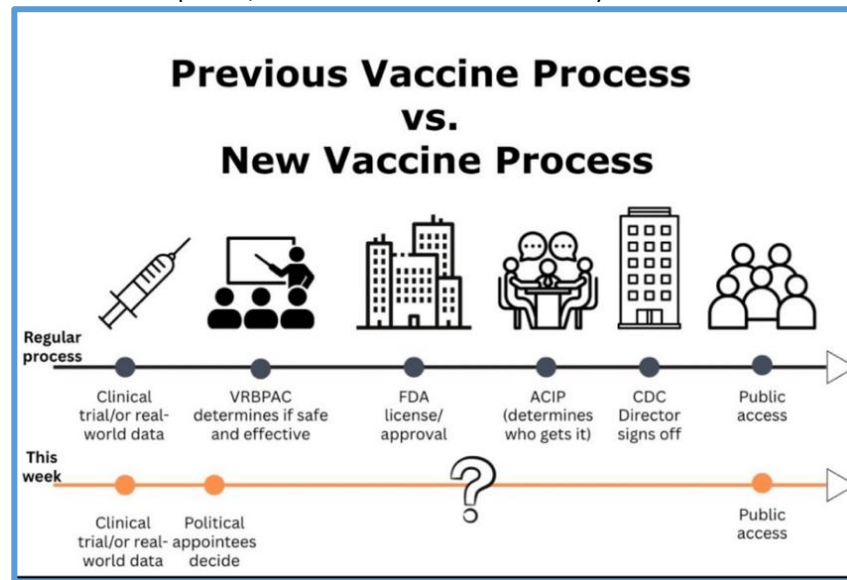 Previous Vaccine Process
vs.
New Vaccine Process
Regular
process
Clinical
trial/or real-
world data
VRBPAC
determines if safe
and effective
FDA
license/
approval
ACIP
(determines
who gets it)
CDC
Director
signs off
Public
access
This
week
Clinical
trial/or real-
world data
Political
appointees
decide
?
Public
access